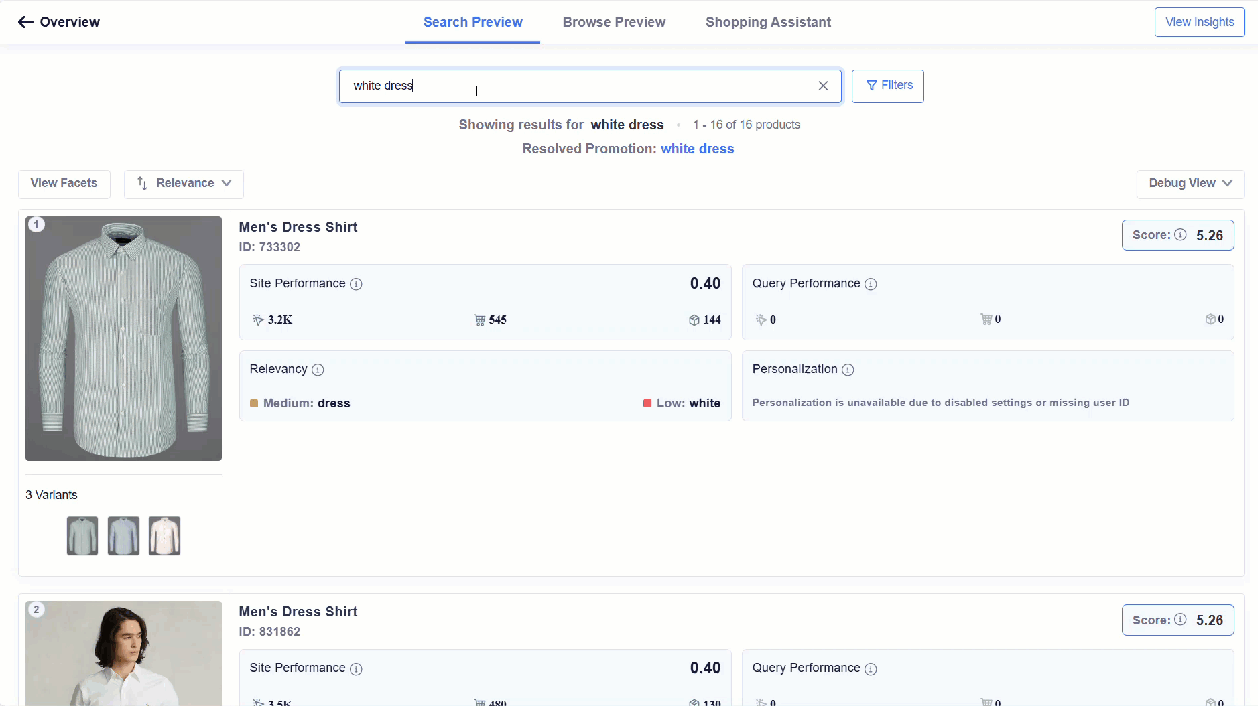 Overview
Search Preview Browse Preview Shopping Assistant
View Insights
white dress
Filters
Showing results for white dress 1 - 16 of 16 products
Resolved Promotion: white dress
View Facets Relevance Debug View
1
Men's Dress Shirt
ID: 733302
Score: 5.26
Site Performance 0.40
3.2K 545 144
Query Performance
0 0 0
Relevancy
Medium: dress Low: white
Personalization
Personalization is unavailable due to disabled settings or missing user ID
3 Variants
2
Men's Dress Shirt
ID: 831862
Score: 5.26
Site Performance 0.40
3.5K 480 130
Query Performance
0 0 0